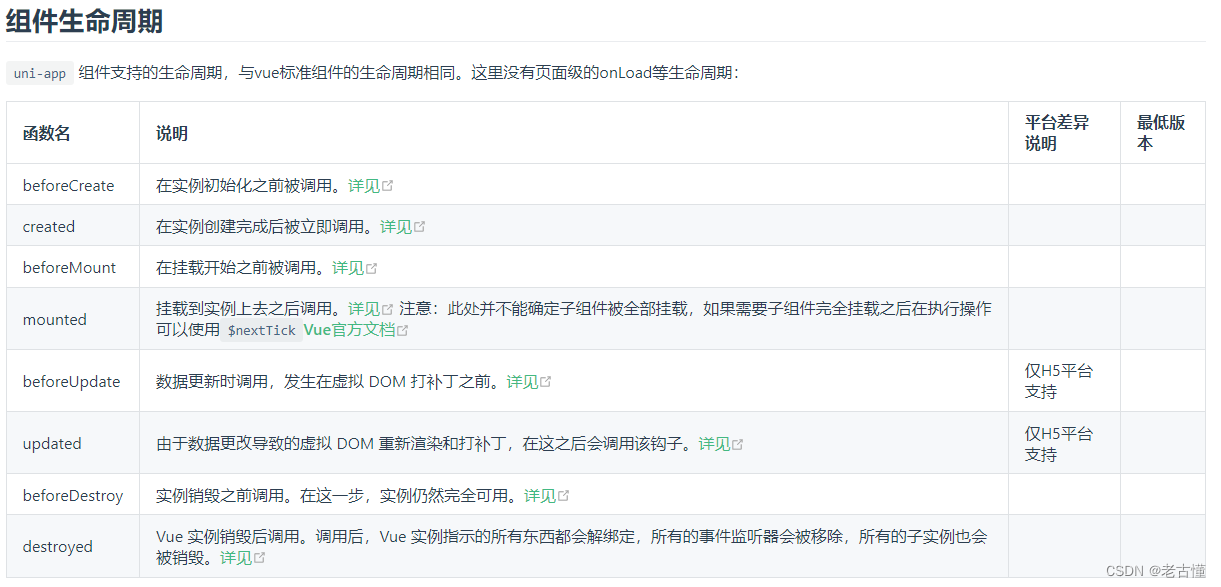 组件生命周期
uni-app 组件支持的生命周期，与vue标准组件的生命周期相同。这里没有页面级的onLoad等生命周期：
函数名 说明 平台差异说明 最低版本
beforeCreate 在实例初始化之前被调用。详见
created 在实例创建完成后被立即调用。详见
beforeMount 在挂载开始之前被调用。详见
mounted 挂载到实例上去之后调用。详见 注意：此处并不能确定子组件被全部挂载，如果需要子组件完全挂载之后在执行操作
可以使用 $nextTick Vue官方文档
beforeUpdate 数据更新时调用，发生在虚拟 DOM 打补丁之前。详见 仅H5平台支持
updated 由于数据更改导致的虚拟 DOM 重新渲染和打补丁，在这之后会调用该钩子。详见 仅H5平台支持
beforeDestroy 实例销毁之前调用。在这一步，实例仍然完全可用。详见
destroyed Vue 实例销毁后调用。调用后，Vue 实例指示的所有东西都会解绑定，所有的事件监听器会被移除，所有的子实例也会
被销毁。详见
CSDN @老古懂